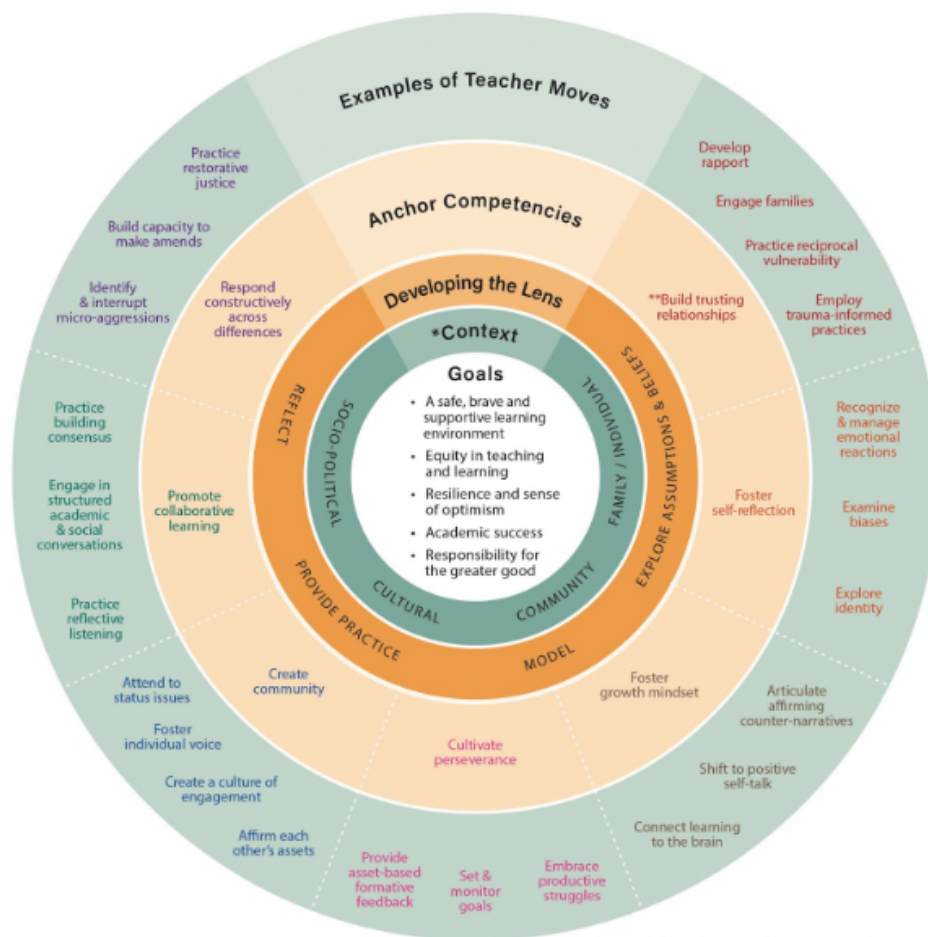 Examples of Teacher Moves
Anchor Competencies
Developing the Lens
*Context
Goals
• A safe, brave and
supportive learning
environment
• Equity in teaching
and learning
• Resilience and sense
of optimism
• Academic success
• Responsibility for
the greater good
SOCIO-POLITICAL
CULTURAL
COMMUNITY
FAMILY / INDIVIDUAL
REFLECT
PROVIDE PRACTICE
MODEL
EXPLORE ASSUMPTIONS & BELIEFS
**Build trusting
relationships
Develop
rapport
Engage families
Practice reciprocal
vulnerability
Employ
trauma-informed
practices
Foster
self-reflection
Recognize
& manage
emotional
reactions
Examine
biases
Explore
identity
Foster
growth mindset
Articulate
affirming
counter-narratives
Shift to positive
self-talk
Connect learning
to the brain
Cultivate
perseverance
Embrace
productive
struggles
Set &
monitor
goals
Provide
asset-based
formative
feedback
Create
community
Attend to
status issues
Foster
individual voice
Create a culture of
engagement
Affirm each
other's assets
Promote
collaborative
learning
Practice
building
consensus
Engage in
structured
academic
& social
conversations
Practice
reflective
listening
Respond
constructively
across
differences
Practice
restorative
justice
Build capacity to
make amends
Identify
& interrupt
micro-aggressions